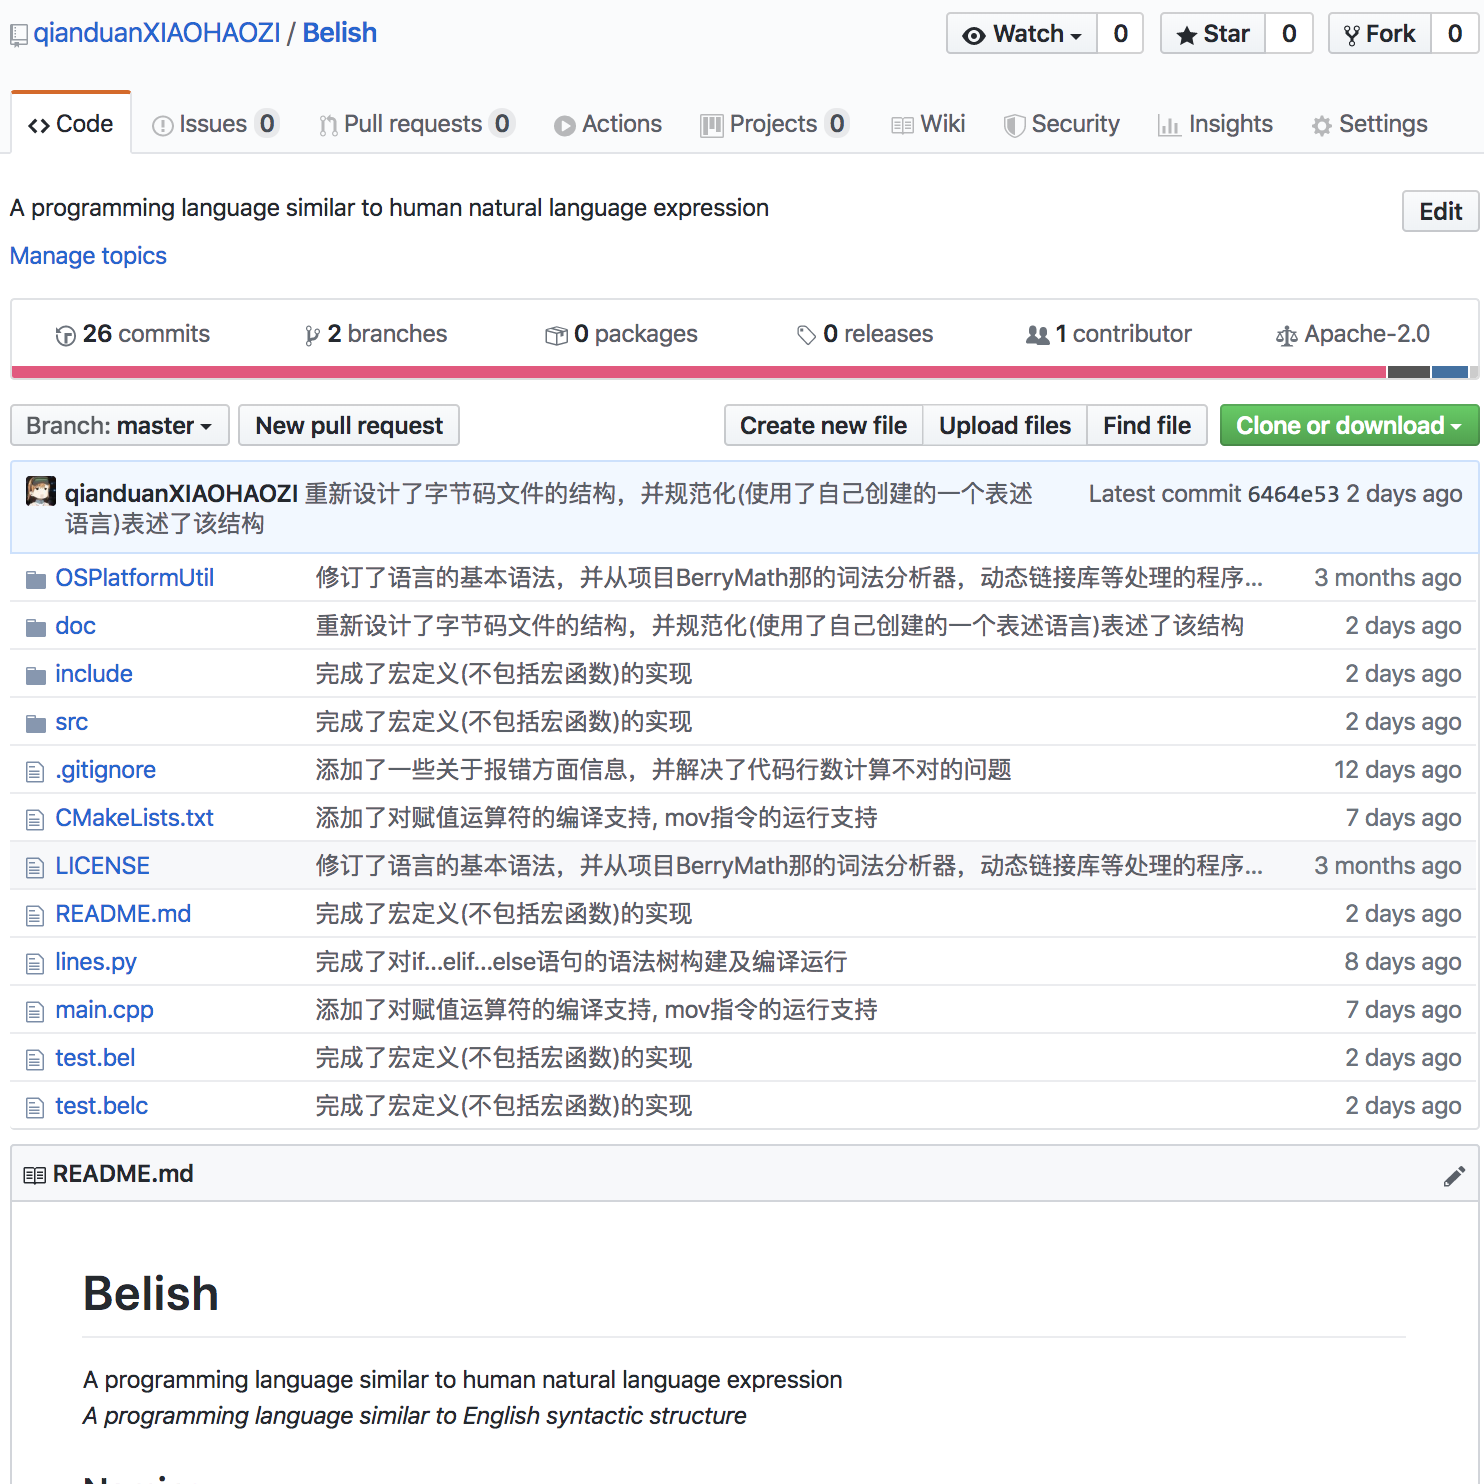 qianduanXIAOHAOZI / Belish
Watch 0 Star 0 Fork 0
Code Issues 0 Pull requests 0 Actions Projects 0 Wiki Security Insights Settings
A programming language similar to human natural language expression
Edit
Manage topics
26 commits 2 branches 0 packages 0 releases 1 contributor Apache-2.0
Branch: master New pull request Create new file Upload files Find file Clone or download
qianduanXIAOHAOZI 重新设计了字节码文件的结构，并规范化(使用了自己创建的一个表述 Latest commit 6464e53 2 days ago
语言)表述了该结构
OSPlatformUtil 修订了语言的基本语法，并从项目BerryMath那的词法分析器，动态链接库等处理的程序... 3 months ago
doc 重新设计了字节码文件的结构，并规范化(使用了自己创建的一个表述语言)表述了该结构 2 days ago
include 完成了宏定义(不包括宏函数)的实现 2 days ago
src 完成了宏定义(不包括宏函数)的实现 2 days ago
.gitignore 添加了一些关于报错方面信息，并解决了代码行数计算不对的问题 12 days ago
CMakeLists.txt 添加了对赋值运算符的编译支持, mov指令的运行支持 7 days ago
LICENSE 修订了语言的基本语法，并从项目BerryMath那的词法分析器，动态链接库等处理的程序... 3 months ago
README.md 完成了宏定义(不包括宏函数)的实现 2 days ago
lines.py 完成了对if...elif...else语句的语法树构建及编译运行 8 days ago
main.cpp 添加了对赋值运算符的编译支持, mov指令的运行支持 7 days ago
test.bel 完成了宏定义(不包括宏函数)的实现 2 days ago
test.belc 完成了宏定义(不包括宏函数)的实现 2 days ago
README.md
Belish
A programming language similar to human natural language expression
A programming language similar to English syntactic structure